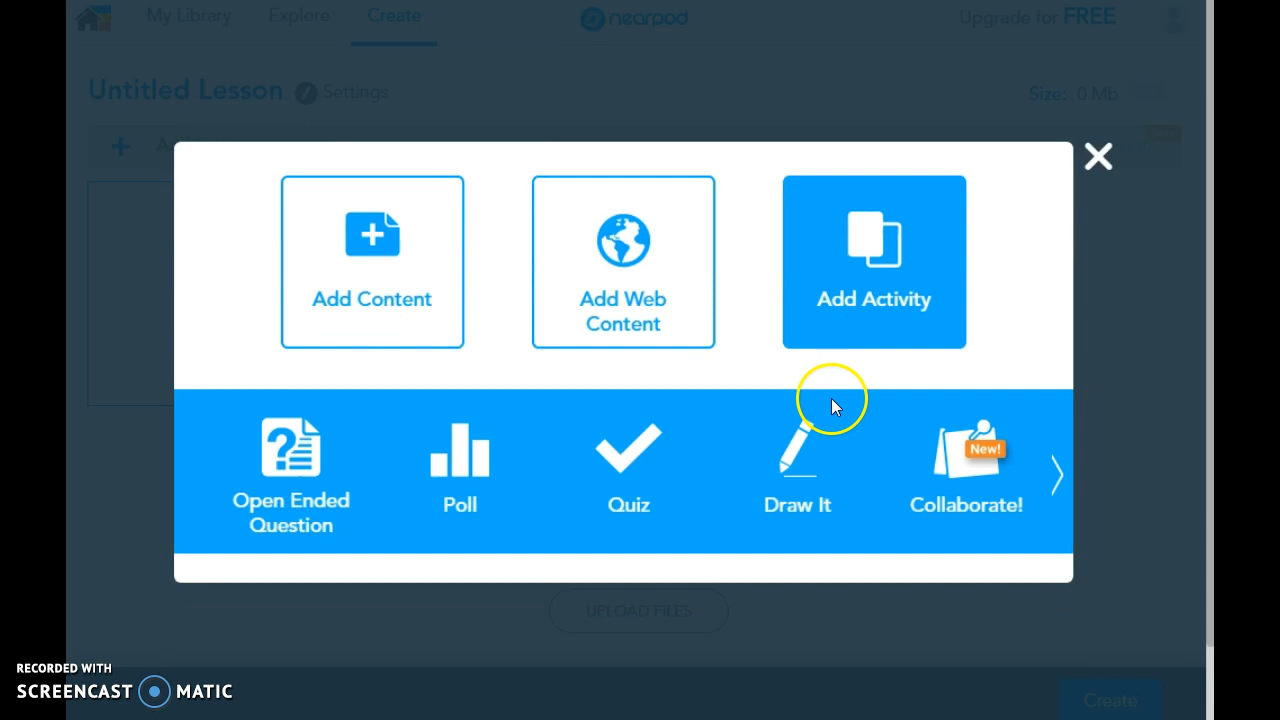 My Library Explore Create nearpod Upgrade for FREE
Untitled Lesson Settings Size: 0 Mb
Add Content
Add Web
Content
Add Activity
Open Ended
Question
Poll
Quiz
Draw It
New!
Collaborate!
UPLOAD FILES
Create
RECORDED WITH
SCREENCAST MATIC